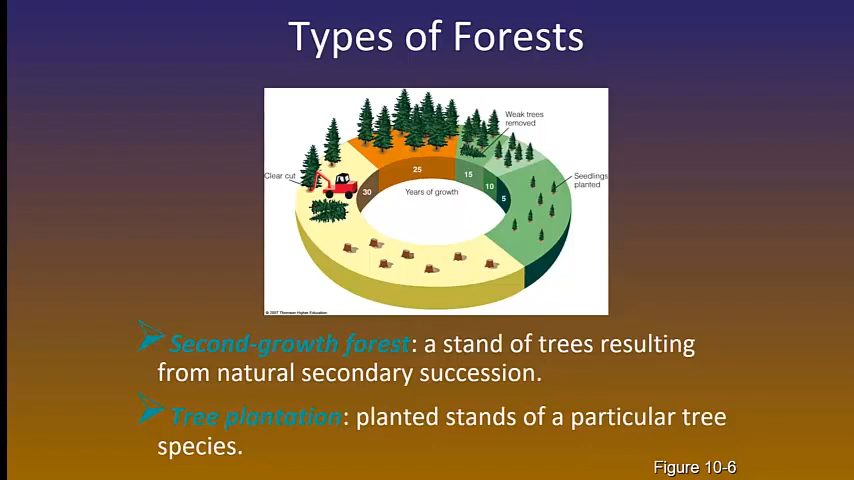 Types of Forests
Weak trees
removed
Clear cut
Seedlings
planted
25
15
10
5
30
Years of growth
© 2007 Thomson Higher Education
Second-growth forest: a stand of trees resulting
from natural secondary succession.
Tree plantation: planted stands of a particular tree
species.
Figure 10-6